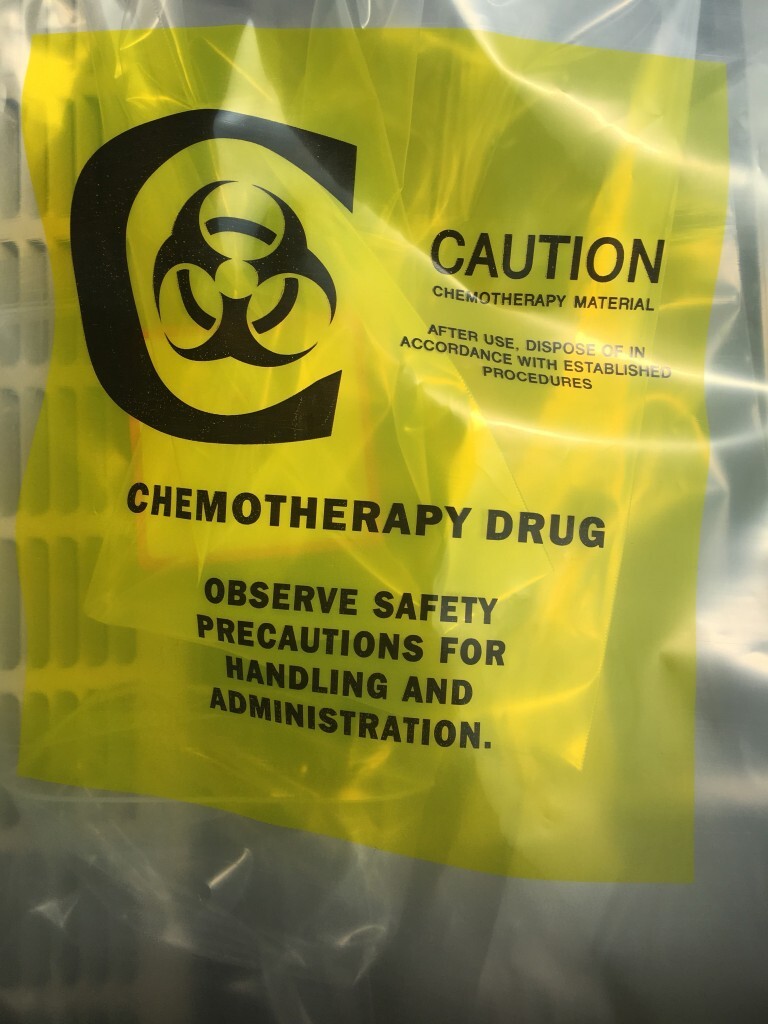 C
CAUTION
CHEMOTHERAPY MATERIAL
AFTER USE, DISPOSE OF IN
ACCORDANCE WITH ESTABLISHED
PROCEDURES
CHEMOTHERAPY DRUG
OBSERVE SAFETY
PRECAUTIONS FOR
HANDLING AND
ADMINISTRATION.